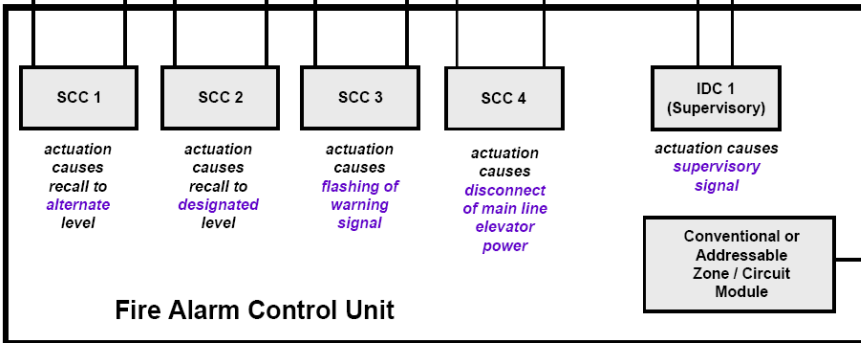 SCC 1
actuation
causes
recall to
alternate
level
SCC 2
actuation
causes
recall to
designated
level
SCC 3
actuation
causes
flashing of
warning
signal
SCC 4
actuation
causes
disconnect
of main line
elevator
power
IDC 1
(Supervisory)
actuation causes
supervisory
signal
Conventional or
Addressable
Zone / Circuit
Module
Fire Alarm Control Unit